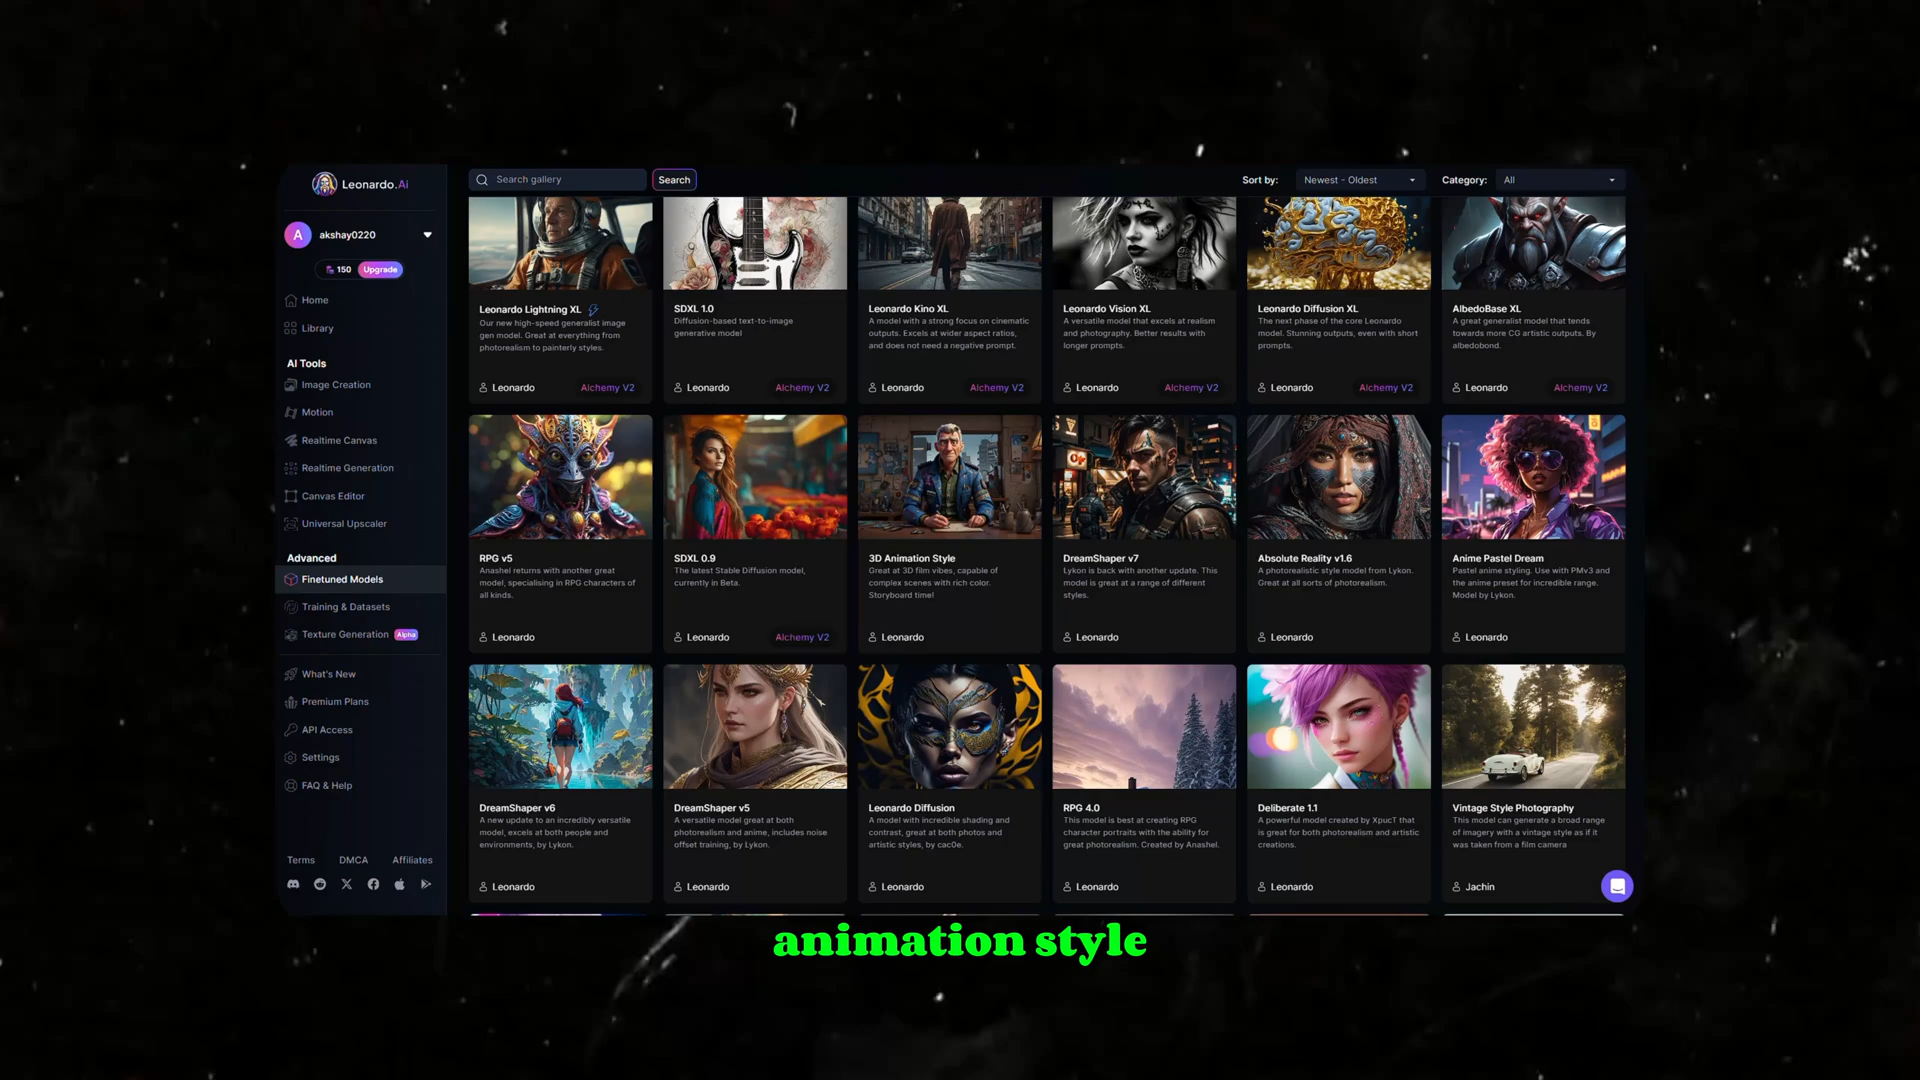 Leonardo.Ai
Search gallery
Search
Sort by:
Newest - Oldest
Category:
All
A
akshay0220
150
Upgrade
Home
Library
AI Tools
Image Creation
Motion
Realtime Canvas
Realtime Generation
Canvas Editor
Universal Upscaler
Advanced
Finetuned Models
Training & Datasets
Texture Generation
Alpha
What's New
Premium Plans
API Access
Settings
FAQ & Help
Terms
DMCA
Affiliates
Leonardo Lightning XL
Our new high-speed generalist image
gen model. Great at everything from
photorealism to painterly styles.
Leonardo
Alchemy V2
SDXL 1.0
Diffusion-based text-to-image
generative model
Leonardo
Alchemy V2
Leonardo Kino XL
A model with a strong focus on cinematic
outputs. Excels at wider aspect ratios,
and does not need a negative prompt.
Leonardo
Alchemy V2
Leonardo Vision XL
A versatile model that excels at realism
and photography. Better results with
longer prompts.
Leonardo
Alchemy V2
Leonardo Diffusion XL
The next phase of the core Leonardo
model. Stunning outputs, even with short
prompts.
Leonardo
Alchemy V2
AlbedoBase XL
A great generalist model that tends
towards more CG artistic outputs. By
albedobond.
Leonardo
Alchemy V2
RPG v5
Anashel returns with another great
model, specialising in RPG characters of
all kinds.
Leonardo
SDXL 0.9
The latest Stable Diffusion model,
currently in Beta.
Leonardo
Alchemy V2
3D Animation Style
Great at 3D film vibes, capable of
complex scenes with rich color.
Storyboard time!
Leonardo
DreamShaper v7
Lykon is back with another update. This
model is great at a range of different
styles.
Leonardo
Absolute Reality v1.6
A photorealistic style model from Lykon.
Great at all sorts of photorealism.
Leonardo
Anime Pastel Dream
Pastel anime styling. Use with PMv3 and
the anime preset for incredible range.
Model by Lykon.
Leonardo
DreamShaper v6
A new update to an incredibly versatile
model, excels at both people and
environments, by Lykon.
Leonardo
DreamShaper v5
A versatile model great at both
photorealism and anime, includes noise
offset training, by Lykon.
Leonardo
Leonardo Diffusion
A model with incredible shading and
contrast, great at both photos and
artistic styles, by cac0e.
Leonardo
RPG 4.0
This model is best at creating RPG
character portraits with the ability for
great photorealism. Created by Anashel.
Leonardo
Deliberate 1.1
A powerful model created by XpucT that
is great for both photorealism and artistic
creations.
Leonardo
Vintage Style Photography
This model can generate a broad range
of imagery with a vintage style as if it
was taken from a film camera
Jachin
animation style